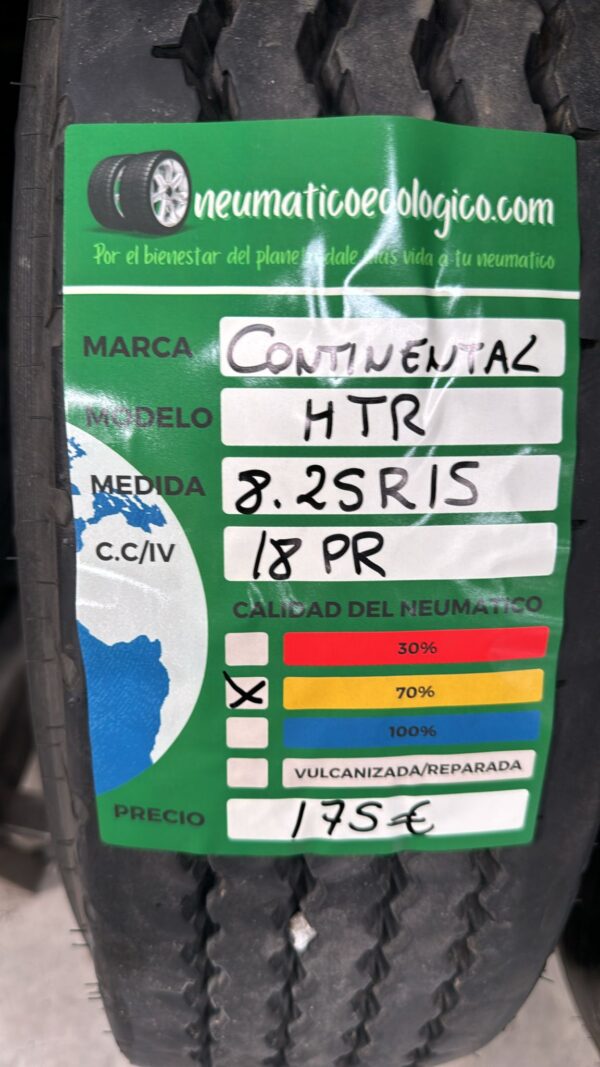 neumaticoecologico.com
Por el bienestar del planeta dale mas vida a tu neumatico
MARCA CONTINENTAL
MODELO HTR
MEDIDA 8.25R15
C.C/IV 18 PR
CALIDAD DEL NEUMATICO
30%
X 70%
100%
VULCANIZADA/REPARADA
PRECIO 175€